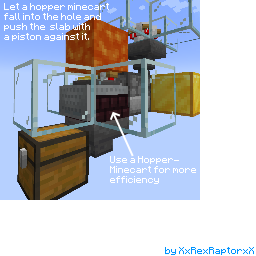 Let a hopper minecart
fall into the hole and
push the slab with
a piston against it.
Use a Hopper-
Minecart for more
efficiency
by XxRexRaptorxX